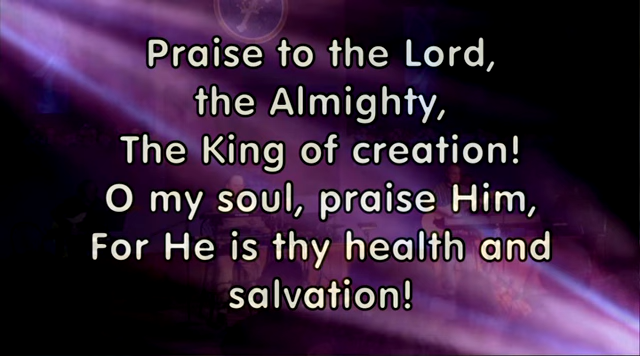 Praise to the Lord,
the Almighty,
The King of creation!
O my soul, praise Him,
For He is thy health and
salvation!